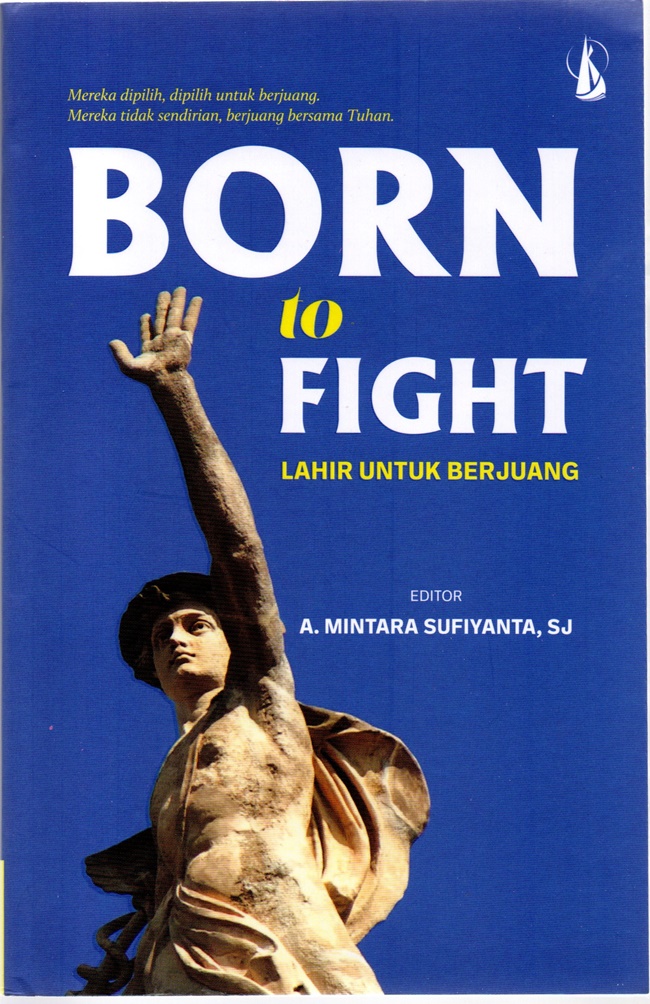 Mereka dipilih, dipilih untuk berjuang.
Mereka tidak sendirian, berjuang bersama Tuhan.
BORN
to
FIGHT
LAHIR UNTUK BERJUANG
EDITOR
A. MINTARA SUFIYANTA, SJ